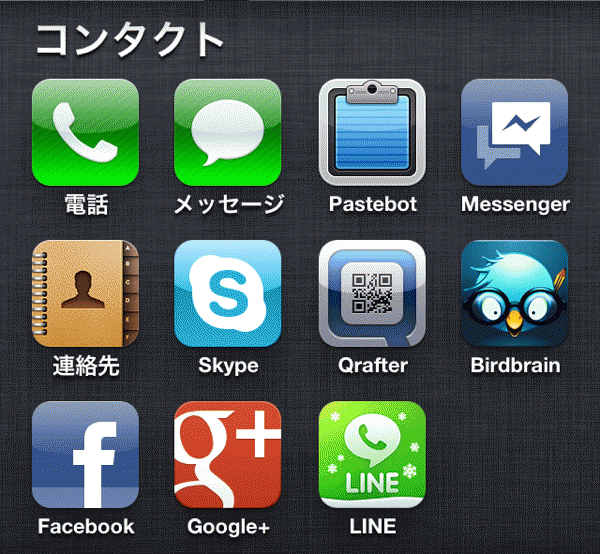 コンタクト
電話
メッセージ
Pastebot
Messenger
A
B
C
D
E
連絡先
S
Skype
Qrafter
Birdbrain
f
Facebook
g+
Google+
LINE
LINE